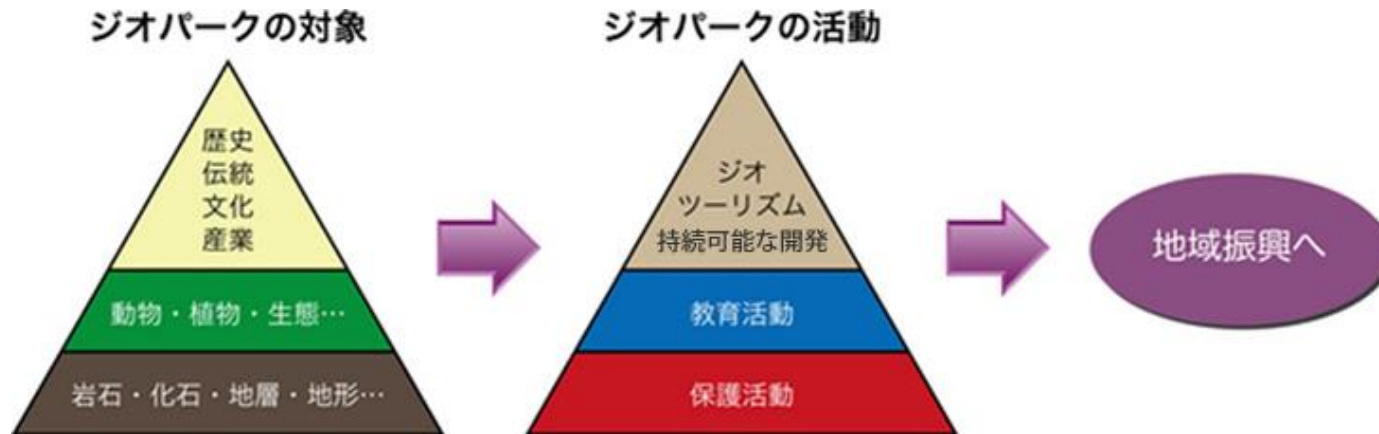 ジオパークの対象
歴史
伝統
文化
産業
動物・植物・生態…
岩石・化石・地層・地形…
ジオパークの活動
ジオ
ツーリズム
持続可能な開発
教育活動
保護活動
地域振興へ